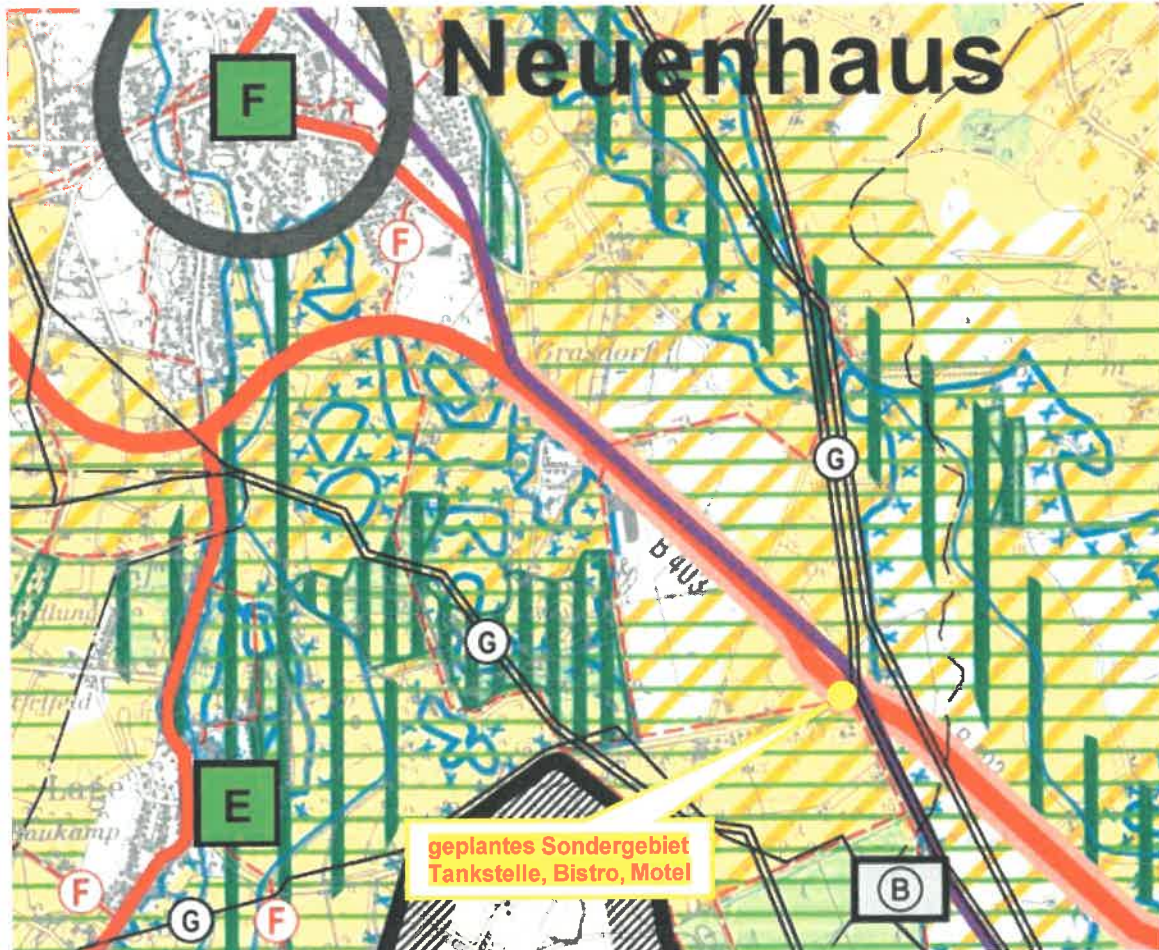 Neuenhaus
F
F
Grasdorf
G
B 403
G
Lage
E
geplantes Sondergebiet
Tankstelle, Bistro, Motel
B
F
G
F